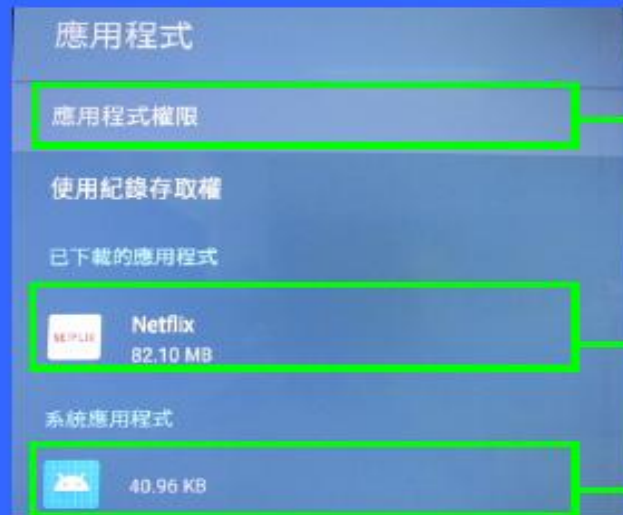 應用程式
應用程式權限
使用紀錄存取權
已下載的應用程式
NETFLIX
Netflix
82.10 MB
系統應用程式
40.96 KB